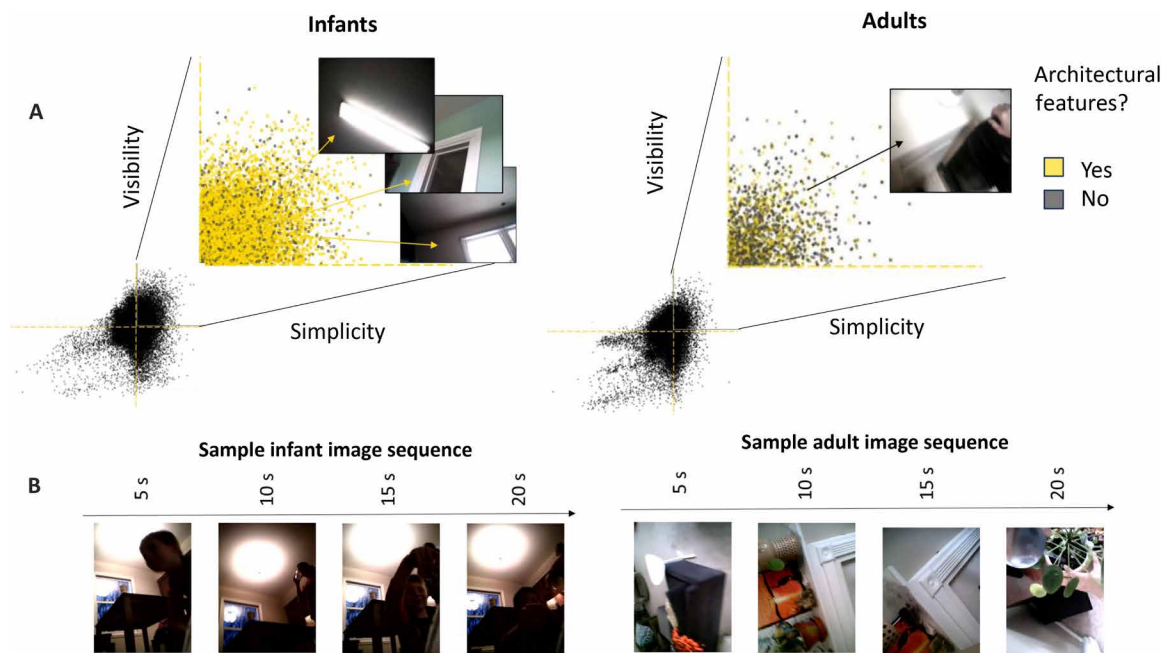 Infants
Adults
A
Visibility
Simplicity
Visibility
Simplicity
Architectural
features?
Yes
No
B
Sample infant image sequence
5 s
10 s
15 s
20 s
Sample adult image sequence
5 s
10 s
15 s
20 s